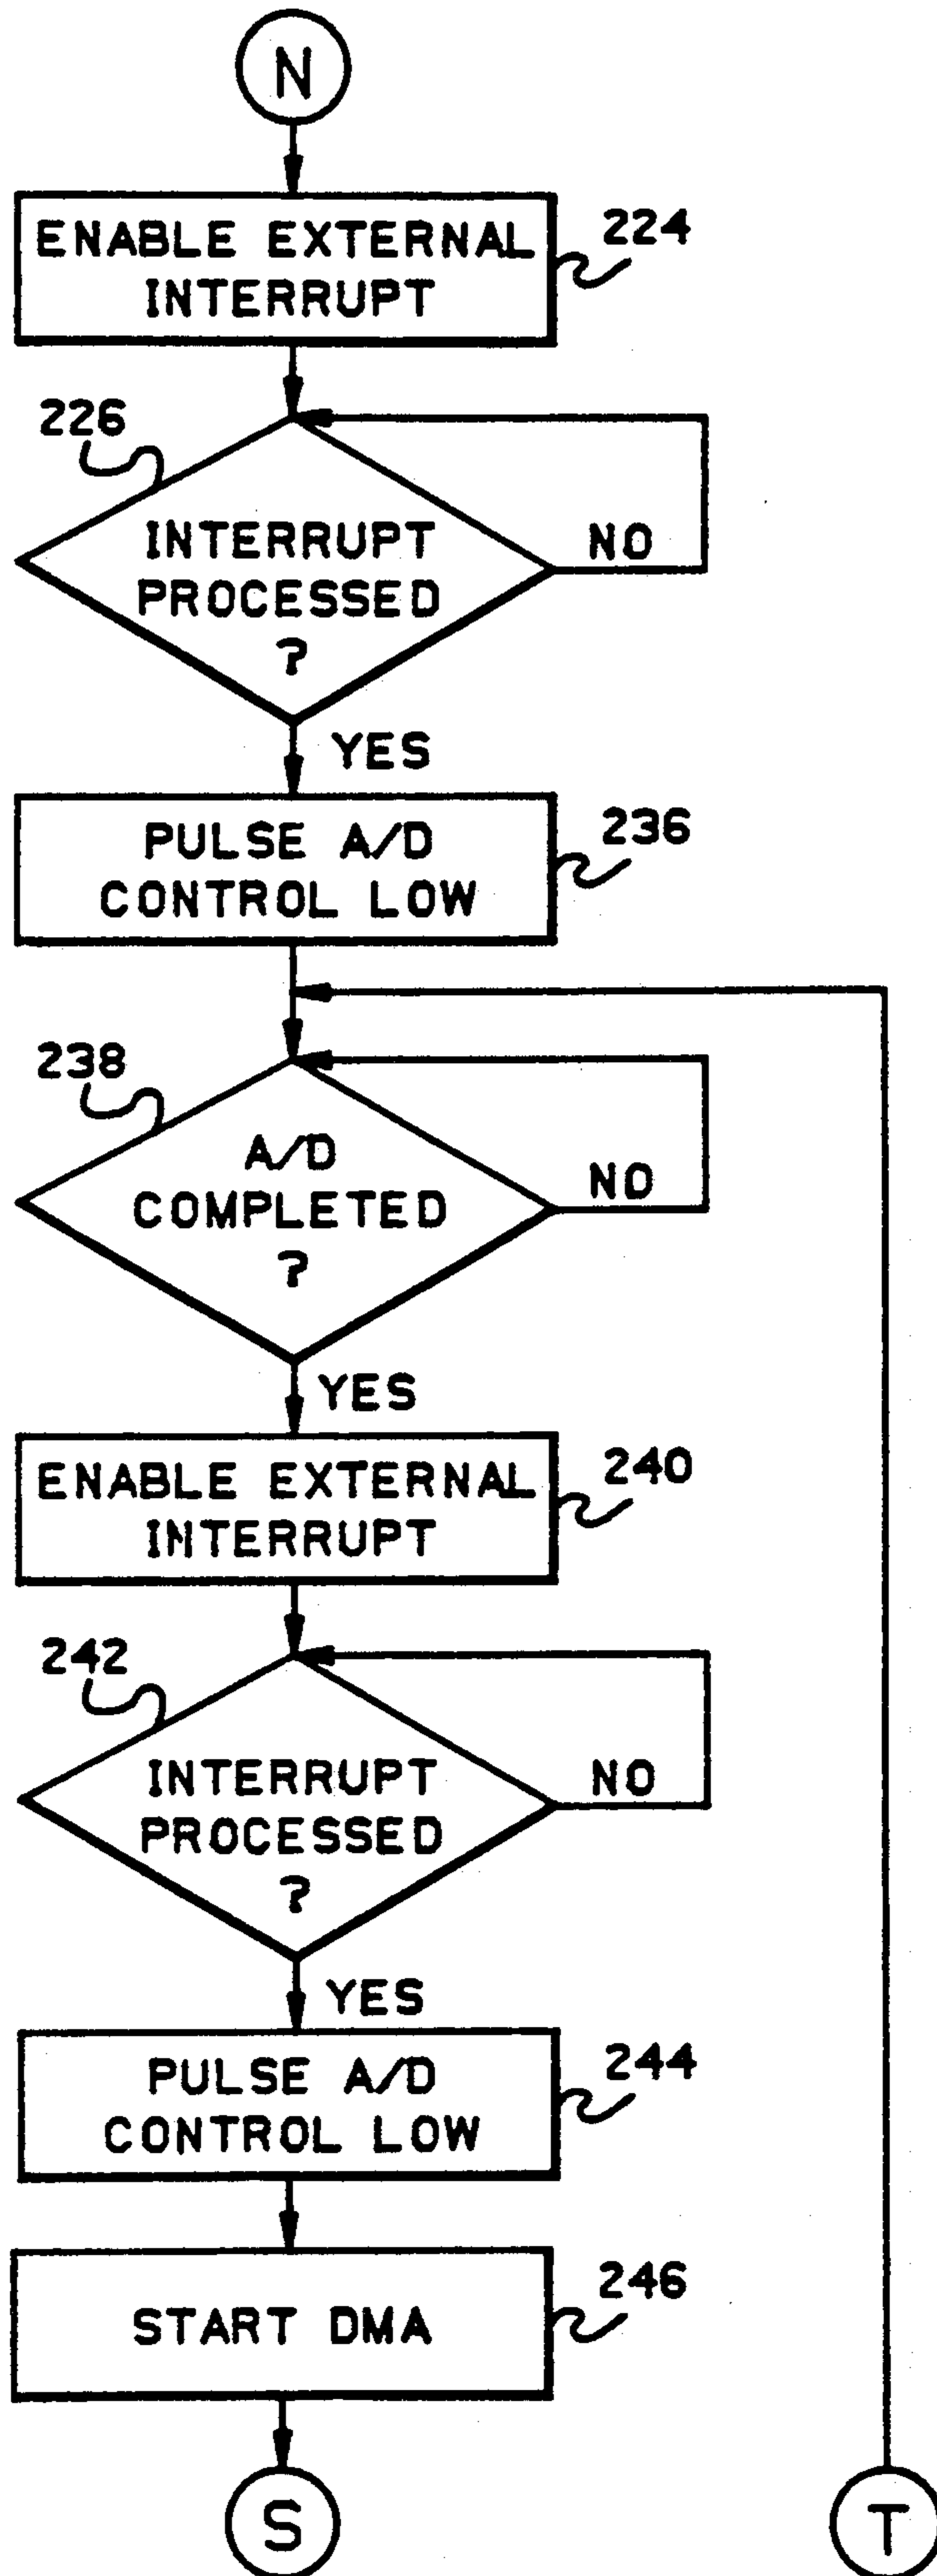 N
ENABLE EXTERNAL
INTERRUPT
224
226
INTERRUPT
PROCESSED
?
NO
YES
PULSE A/D
CONTROL LOW
236
238
A/D
COMPLETED
?
NO
YES
ENABLE EXTERNAL
INTERRUPT
240
242
INTERRUPT
PROCESSED
?
NO
YES
PULSE A/D
CONTROL LOW
244
START DMA
246
S
T